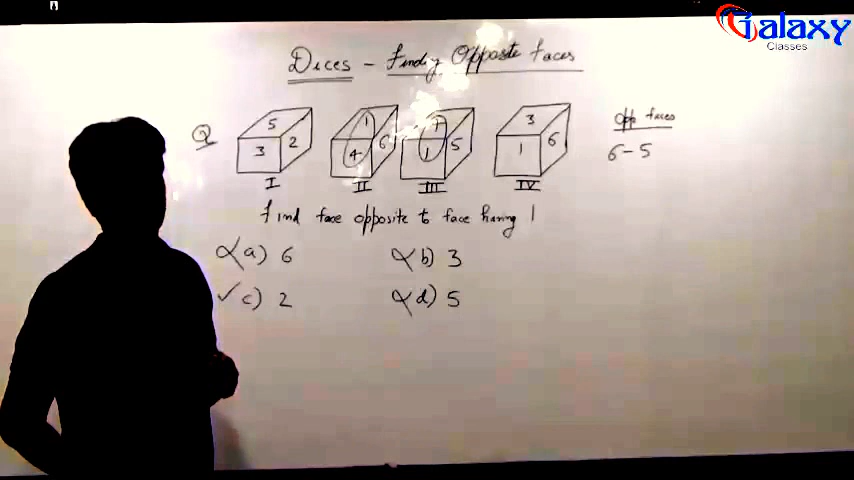 Galaxy
Classes
Dices - Finding Opposite faces
Q
5
3 2
I
1
4 6
II
1 5
III
3
1 6
IV
Opp faces
6 - 5
Find face opposite to face having 1
a) 6
b) 3
c) 2
d) 5